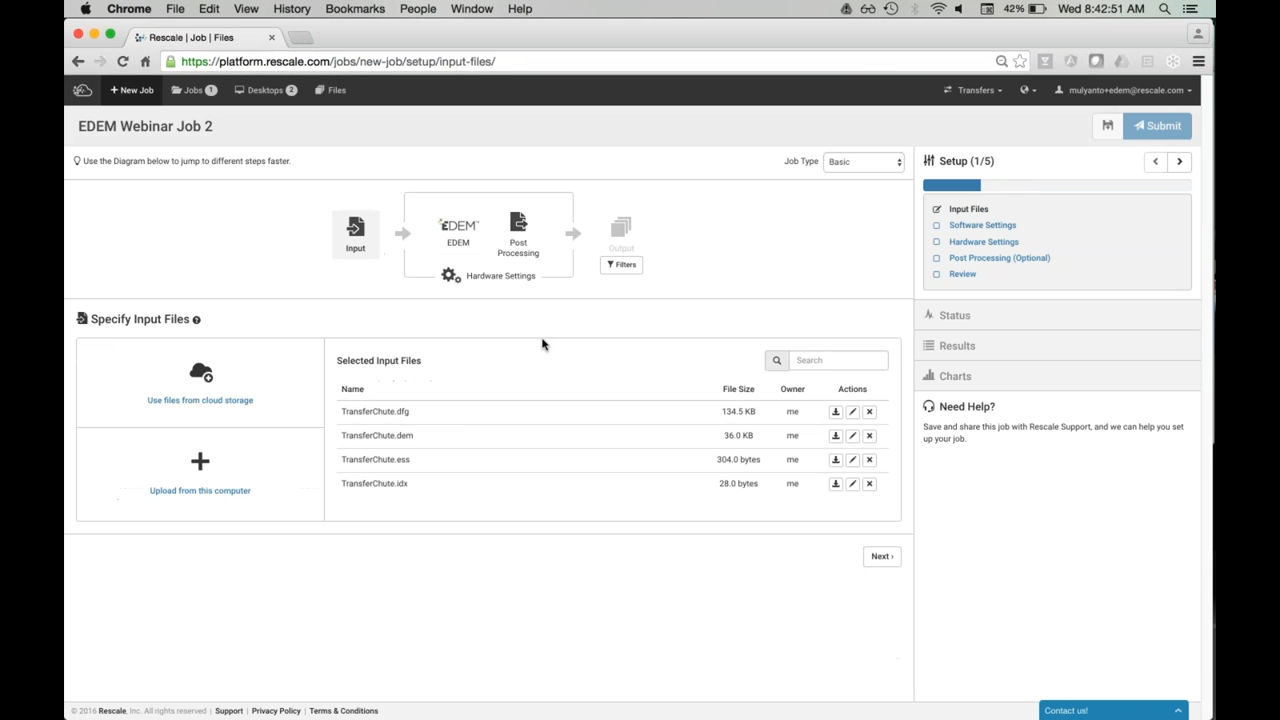 Chrome File Edit View History Bookmarks People Window Help 42% Wed 8:42:51 AM
Rescale | Job | Files
https://platform.rescale.com/jobs/new-job/setup/input-files/
+ New Job Jobs 1 Desktops 2 Files Transfers mulyanto+edem@rescale.com
EDEM Webinar Job 2 Submit
Use the Diagram below to jump to different steps faster. Job Type Basic
Setup (1/5)
Input Files
Software Settings
Hardware Settings
Post Processing (Optional)
Review
Input
EDEM™
EDEM
Post
Processing
Hardware Settings
Output
Filters
Status
Results
Charts
Need Help?
Save and share this job with Rescale Support, and we can help you set
up your job.
Specify Input Files
Use files from cloud storage
Upload from this computer
Selected Input Files Search
Name File Size Owner Actions
TransferChute.dfg 134.5 KB me
TransferChute.dem 36.0 KB me
TransferChute.ess 304.0 bytes me
TransferChute.idx 28.0 bytes me
Next ›
© 2016 Rescale, Inc. All rights reserved | Support | Privacy Policy | Terms & Conditions
Contact us!